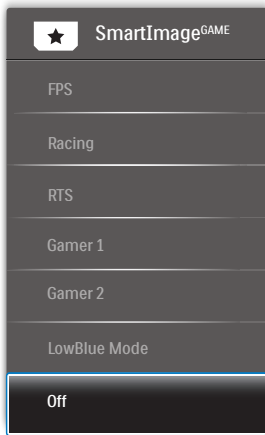 SmartImageGAME
FPS
Racing
RTS
Gamer 1
Gamer 2
LowBlue Mode
Off